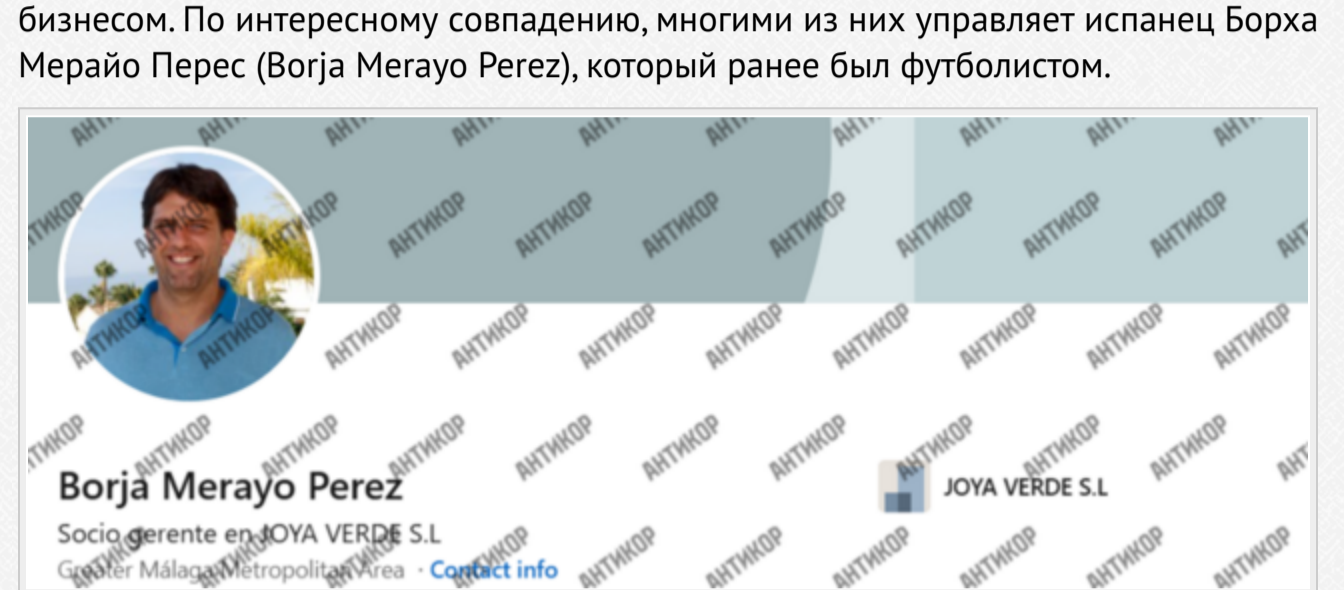 бизнесом. По интересному совпадению, многими из них управляет испанец Борха
Мерайо Перес (Borja Merayo Perez), который ранее был футболистом.
АНТИКОР
Borja Merayo Perez
JOYA VERDE S.L
Socio gerente en JOYA VERDE S.L
Greater Málaga Metropolitan Area · Contact info